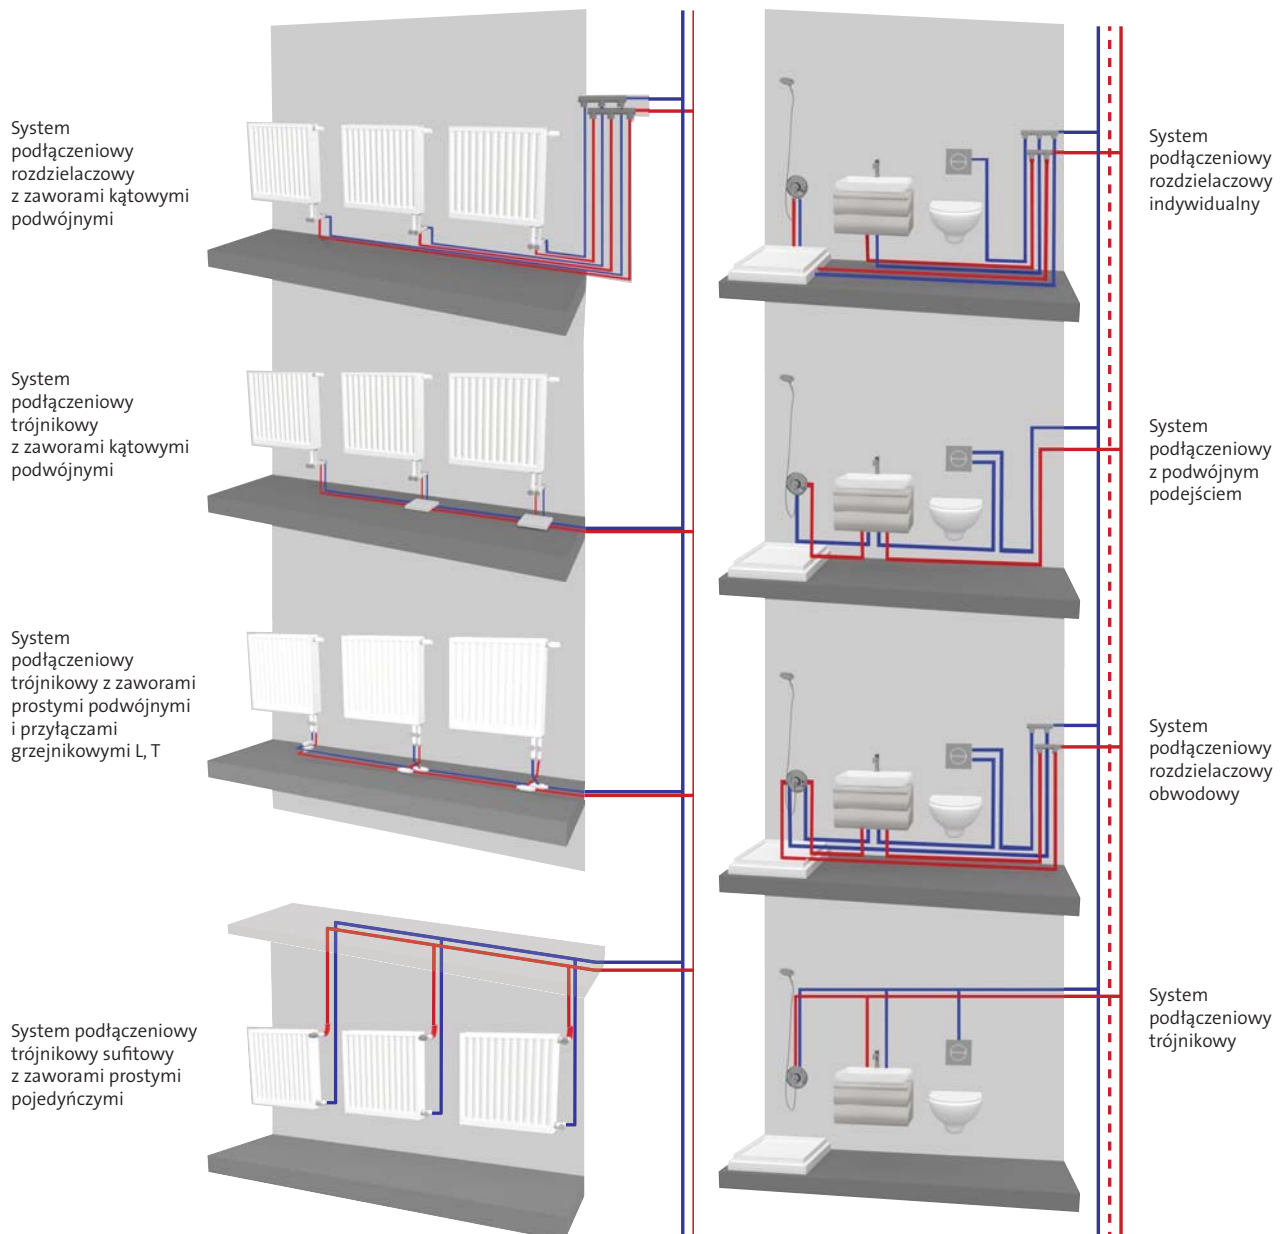 System
podłączeniowy
rozdzielaczowy
z zaworami kątowymi
podwójnymi
System
podłączeniowy
trójnikowy
z zaworami kątowymi
podwójnymi
System
podłączeniowy
trójnikowy z zaworami
prostymi podwójnymi
i przyłączami
grzejnikowymi L, T
System podłączeniowy
trójnikowy sufitowy
z zaworami prostymi
pojedyńczymi
System
podłączeniowy
rozdzielaczowy
indywidualny
System
podłączeniowy
z podwójnym
podejściem
System
podłączeniowy
rozdzielaczowy
obwodowy
System
podłączeniowy
trójnikowy